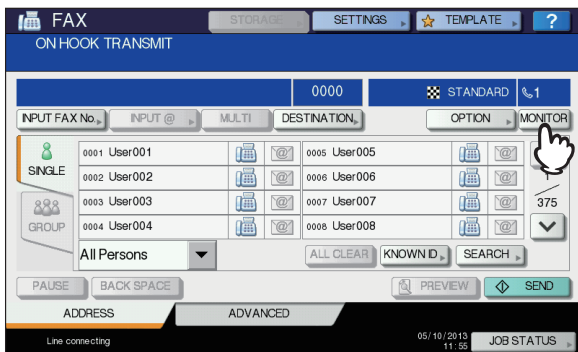 FAX STORAGE SETTINGS TEMPLATE ?
ON HOOK TRANSMIT
0000 STANDARD 1
INPUT FAX No. INPUT @ MULTI DESTINATION OPTION MONITOR
SINGLE
GROUP
0001 User001 0005 User005
0002 User002 0006 User006
0003 User003 0007 User007
0004 User004 0008 User008
1
375
All Persons ALL CLEAR KNOWN ID SEARCH
PAUSE BACK SPACE PREVIEW SEND
ADDRESS ADVANCED
Line connecting 05/10/2013
11:55 JOB STATUS